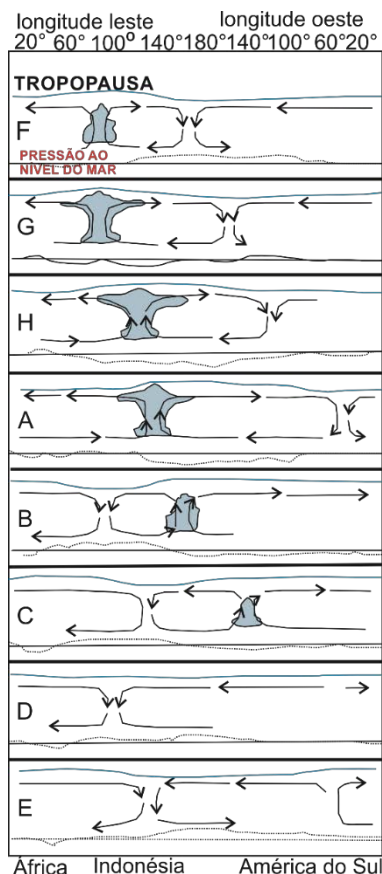 longitude leste longitude oeste
20° 60° 100° 140° 180° 140° 100° 60° 20°
TROPOPAUSA
F
PRESSÃO AO
NÍVEL DO MAR
G
H
A
B
C
D
E
África Indonésia América do Sul